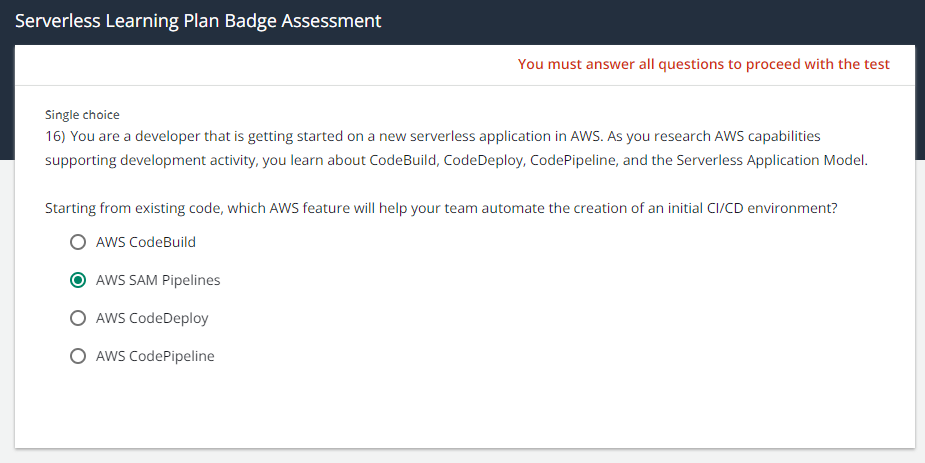 Serverless Learning Plan Badge Assessment
You must answer all questions to proceed with the test
Single choice
16) You are a developer that is getting started on a new serverless application in AWS. As you research AWS capabilities
supporting development activity, you learn about CodeBuild, CodeDeploy, CodePipeline, and the Serverless Application Model.
Starting from existing code, which AWS feature will help your team automate the creation of an initial CI/CD environment?
AWS CodeBuild
AWS SAM Pipelines
AWS CodeDeploy
AWS CodePipeline